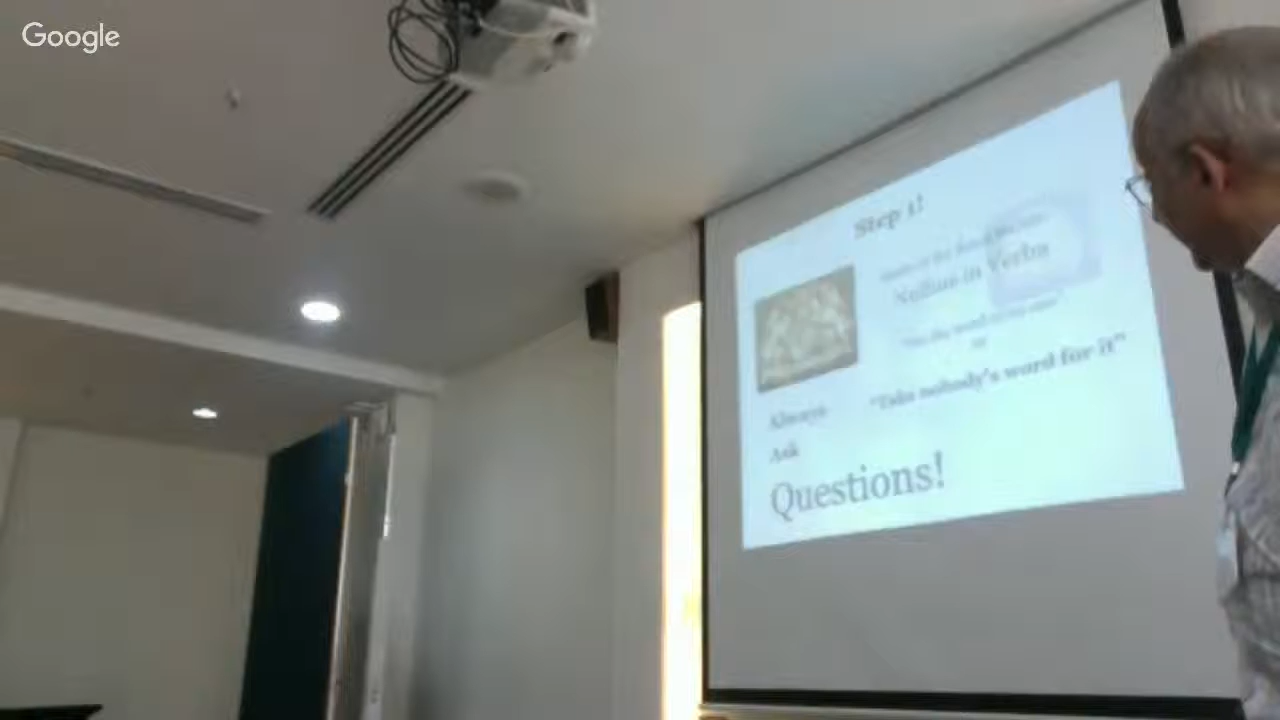 Google
Step 1!
Nullius in Verba
"Take nobody's word for it"
Always
Ask
Questions!